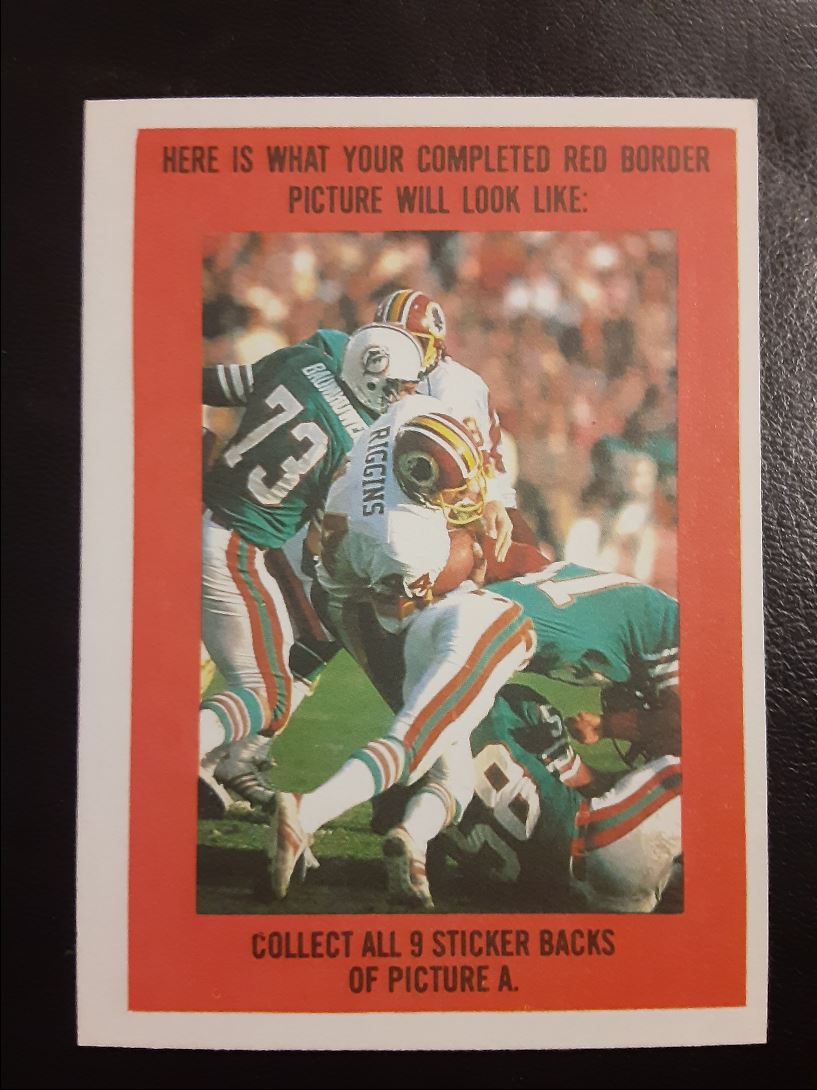 HERE IS WHAT YOUR COMPLETED RED BORDER
PICTURE WILL LOOK LIKE:
73
RIGGINS
58
COLLECT ALL 9 STICKER BACKS
OF PICTURE A.